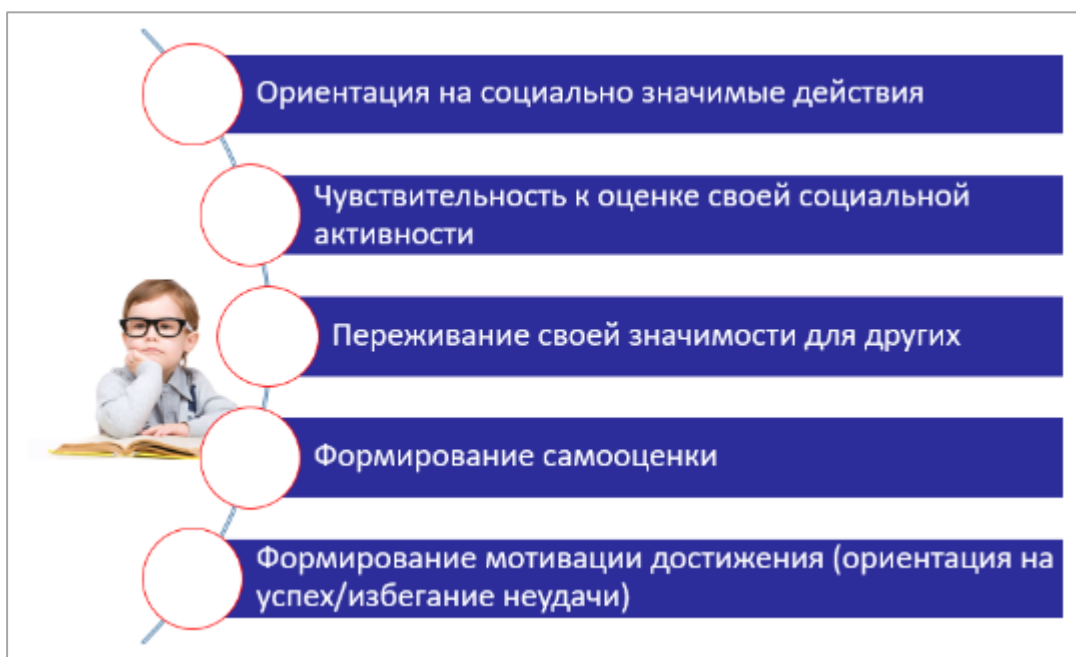 Ориентация на социально значимые действия
Чувствительность к оценке своей социальной
активности
Переживание своей значимости для других
Формирование самооценки
Формирование мотивации достижения (ориентация на
успех/избегание неудачи)